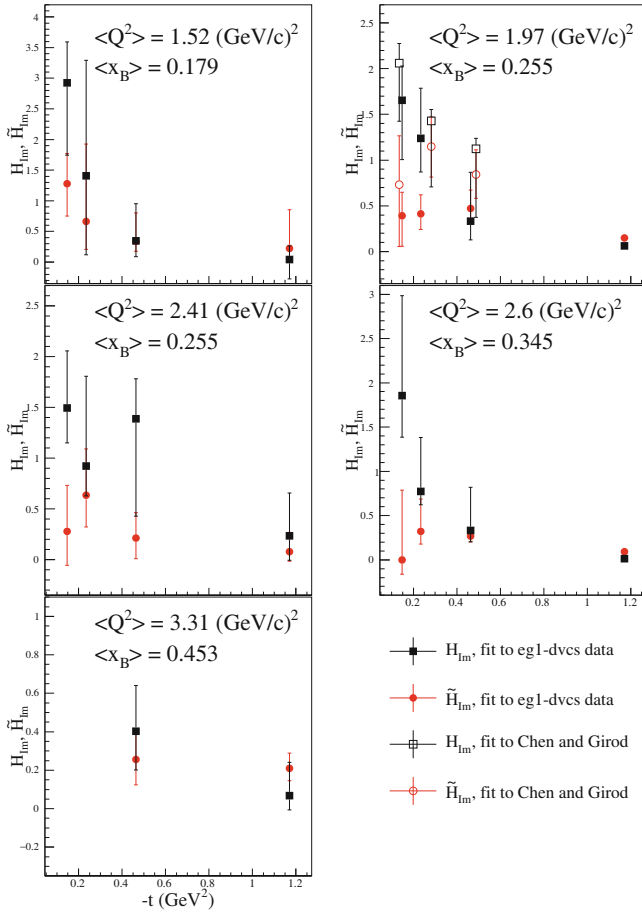 <Q²> = 1.52 (GeV/c)²
<x_B> = 0.179
H_Im, H̃_Im
4
3.5
3
2.5
2
1.5
1
0.5
0
<Q²> = 1.97 (GeV/c)²
<x_B> = 0.255
H_Im, H̃_Im
2.5
2
1.5
1
0.5
0
<Q²> = 2.41 (GeV/c)²
<x_B> = 0.255
H_Im, H̃_Im
2.5
2
1.5
1
0.5
0
<Q²> = 2.6 (GeV/c)²
<x_B> = 0.345
H_Im, H̃_Im
3
2.5
2
1.5
1
0.5
0
0.2 0.4 0.6 0.8 1 1.2
<Q²> = 3.31 (GeV/c)²
<x_B> = 0.453
H_Im, H̃_Im
1
0.8
0.6
0.4
0.2
0
−0.2
0.2 0.4 0.6 0.8 1 1.2
-t (GeV²)
H_Im, fit to eg1-dvcs data
H̃_Im, fit to eg1-dvcs data
H_Im, fit to Chen and Girod
H̃_Im, fit to Chen and Girod